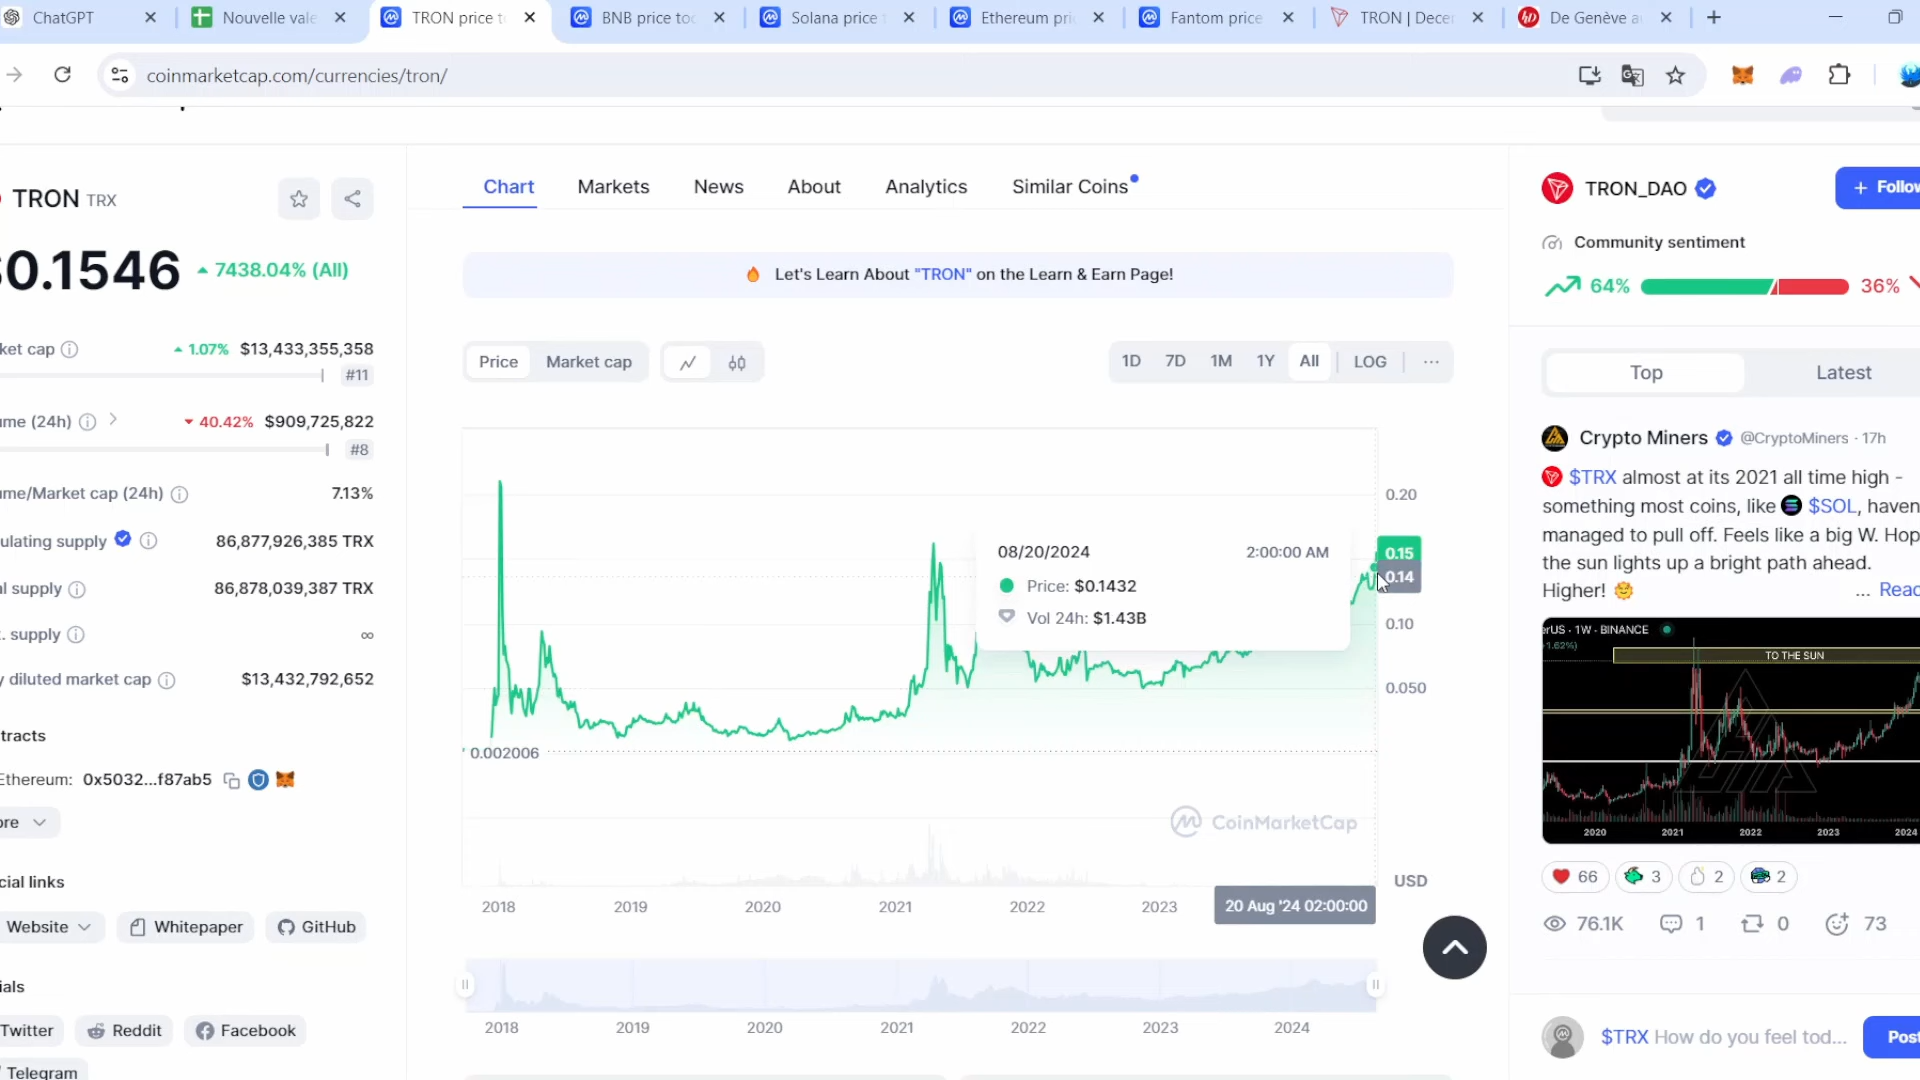 ChatGPT
Nouvelle vale
TRON price to
BNB price toc
Solana price t
Ethereum pri
Fantom price
TRON | Decer
De Genève a
coinmarketcap.com/currencies/tron/
TRON TRX
$0.1546
7438.04% (All)
ket cap
1.07% $13,433,355,358
#11
ume (24h)
40.42% $909,725,822
#8
ume/Market cap (24h)
7.13%
ulating supply
86,877,926,385 TRX
al supply
86,878,039,387 TRX
. supply
∞
y diluted market cap
$13,432,792,652
tracts
Ethereum: 0x5032...f87ab5
ore
cial links
Website
Whitepaper
GitHub
ials
Twitter
Reddit
Facebook
Telegram
Chart
Markets
News
About
Analytics
Similar Coins
Let's Learn About "TRON" on the Learn & Earn Page!
Price
Market cap
1D
7D
1M
1Y
All
LOG
...
08/20/2024
2:00:00 AM
Price: $0.1432
Vol 24h: $1.43B
0.20
0.15
0.14
0.10
0.050
0.002006
CoinMarketCap
USD
2018
2019
2020
2021
2022
2023
20 Aug '24 02:00:00
2018
2019
2020
2021
2022
2023
2024
TRON_DAO
+ Follow
Community sentiment
64%
36%
Top
Latest
Crypto Miners @CryptoMiners · 17h
$TRX almost at its 2021 all time high -
something most coins, like $SOL, haven
managed to pull off. Feels like a big W. Hop
the sun lights up a bright path ahead.
Higher!
... Read
erUS · 1W · BINANCE
+1.62%)
TO THE SUN
2020
2021
2022
2023
2024
66
3
2
2
76.1K
1
0
73
$TRX How do you feel tod...
Post